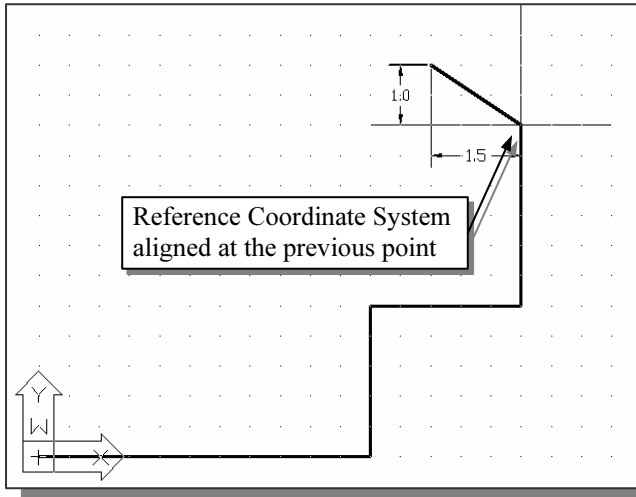 1.0
1.5
Reference Coordinate System
aligned at the previous point
Y
W
X